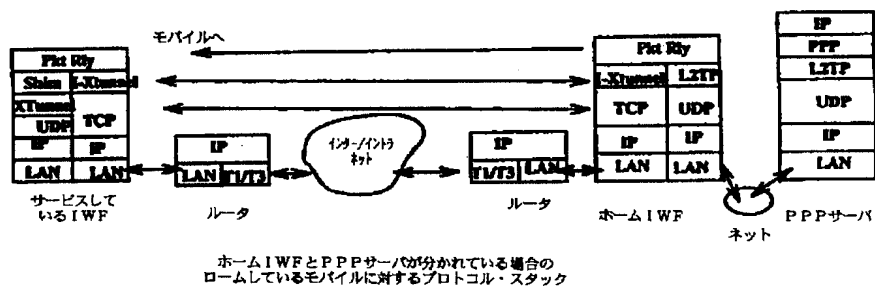 モバイルへ
Pkt Rly
I-Xtunnel
XTunnel
UDP
TCP
IP
IP
LAN
LAN
サービスして
いるIWF
IP
LAN
T1/T3
ルータ
インター/イントラ
ネット
IP
T1/T3
LAN
ルータ
Pkt Rly
I-Xtunnel
L2TP
TCP
UDP
IP
IP
LAN
LAN
ホームIWF
ネット
IP
PPP
L2TP
UDP
IP
LAN
PPPサーバ
ホームIWFとPPPサーバが分かれている場合の
ロームしているモバイルに対するプロトコル・スタック